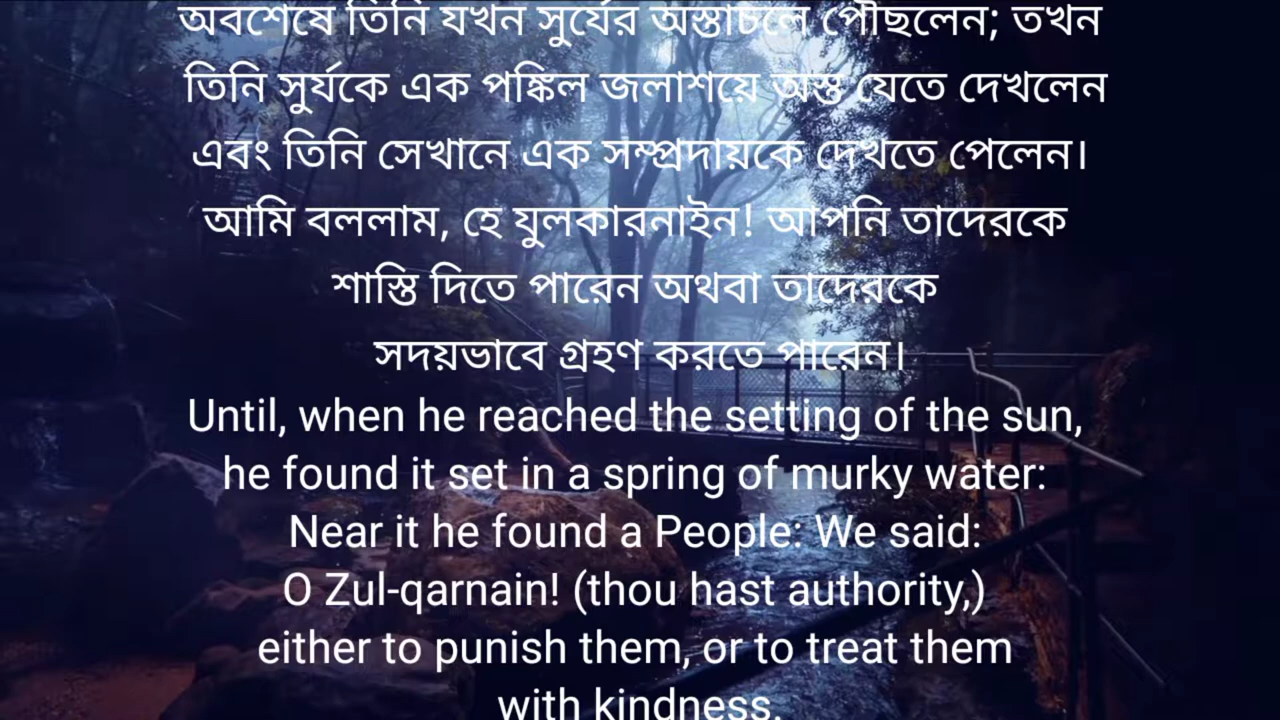 অবশেষে তিনি যখন সুর্যের অস্তাচলে পৌছলেন; তখন
তিনি সুর্যকে এক পঙ্কিল জলাশয়ে অস্ত যেতে দেখলেন
এবং তিনি সেখানে এক সম্প্রদায়কে দেখতে পেলেন।
আমি বললাম, হে যুলকারনাইন! আপনি তাদেরকে
শাস্তি দিতে পারেন অথবা তাদেরকে
সদয়ভাবে গ্রহণ করতে পারেন।
Until, when he reached the setting of the sun,
he found it set in a spring of murky water:
Near it he found a People: We said:
O Zul-qarnain! (thou hast authority,)
either to punish them, or to treat them
with kindness.